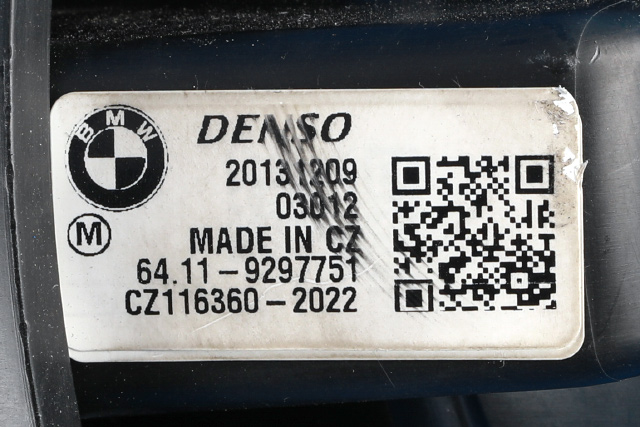 BMW
DENSO
20131209
03012
M
MADE IN CZ
64.11-9297751
CZ116360-2022